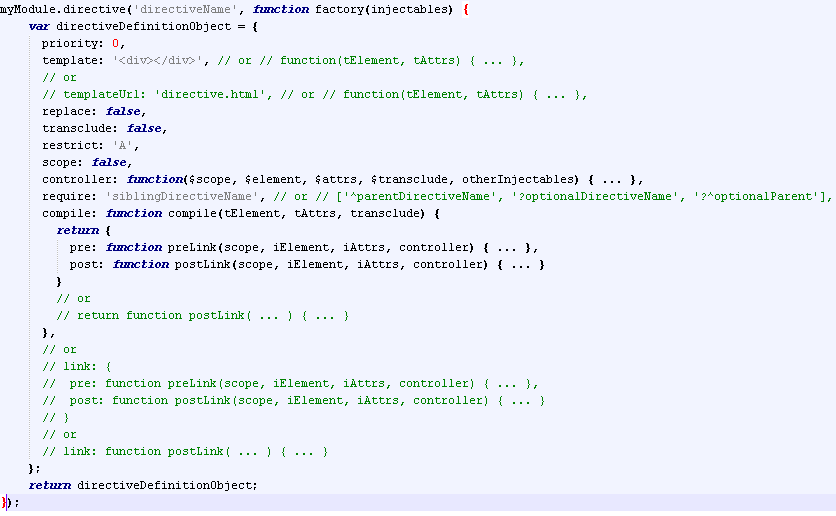 myModule.directive('directiveName', function factory(injectables) {
    var directiveDefinitionObject = {
      priority: 0,
      template: '<div></div>', // or // function(tElement, tAttrs) { ... },
      // or
      // templateUrl: 'directive.html', // or // function(tElement, tAttrs) { ... },
      replace: false,
      transclude: false,
      restrict: 'A',
      scope: false,
      controller: function($scope, $element, $attrs, $transclude, otherInjectables) { ... },
      require: 'siblingDirectiveName', // or // ['^parentDirectiveName', '?optionalDirectiveName', '?^optionalParent'],
      compile: function compile(tElement, tAttrs, transclude) {
        return {
          pre: function preLink(scope, iElement, iAttrs, controller) { ... },
          post: function postLink(scope, iElement, iAttrs, controller) { ... }
        }
        // or
        // return function postLink( ... ) { ... }
      },
      // or
      // link: {
      //  pre: function preLink(scope, iElement, iAttrs, controller) { ... },
      //  post: function postLink(scope, iElement, iAttrs, controller) { ... }
      // }
      // or
      // link: function postLink( ... ) { ... }
    };
    return directiveDefinitionObject;
});